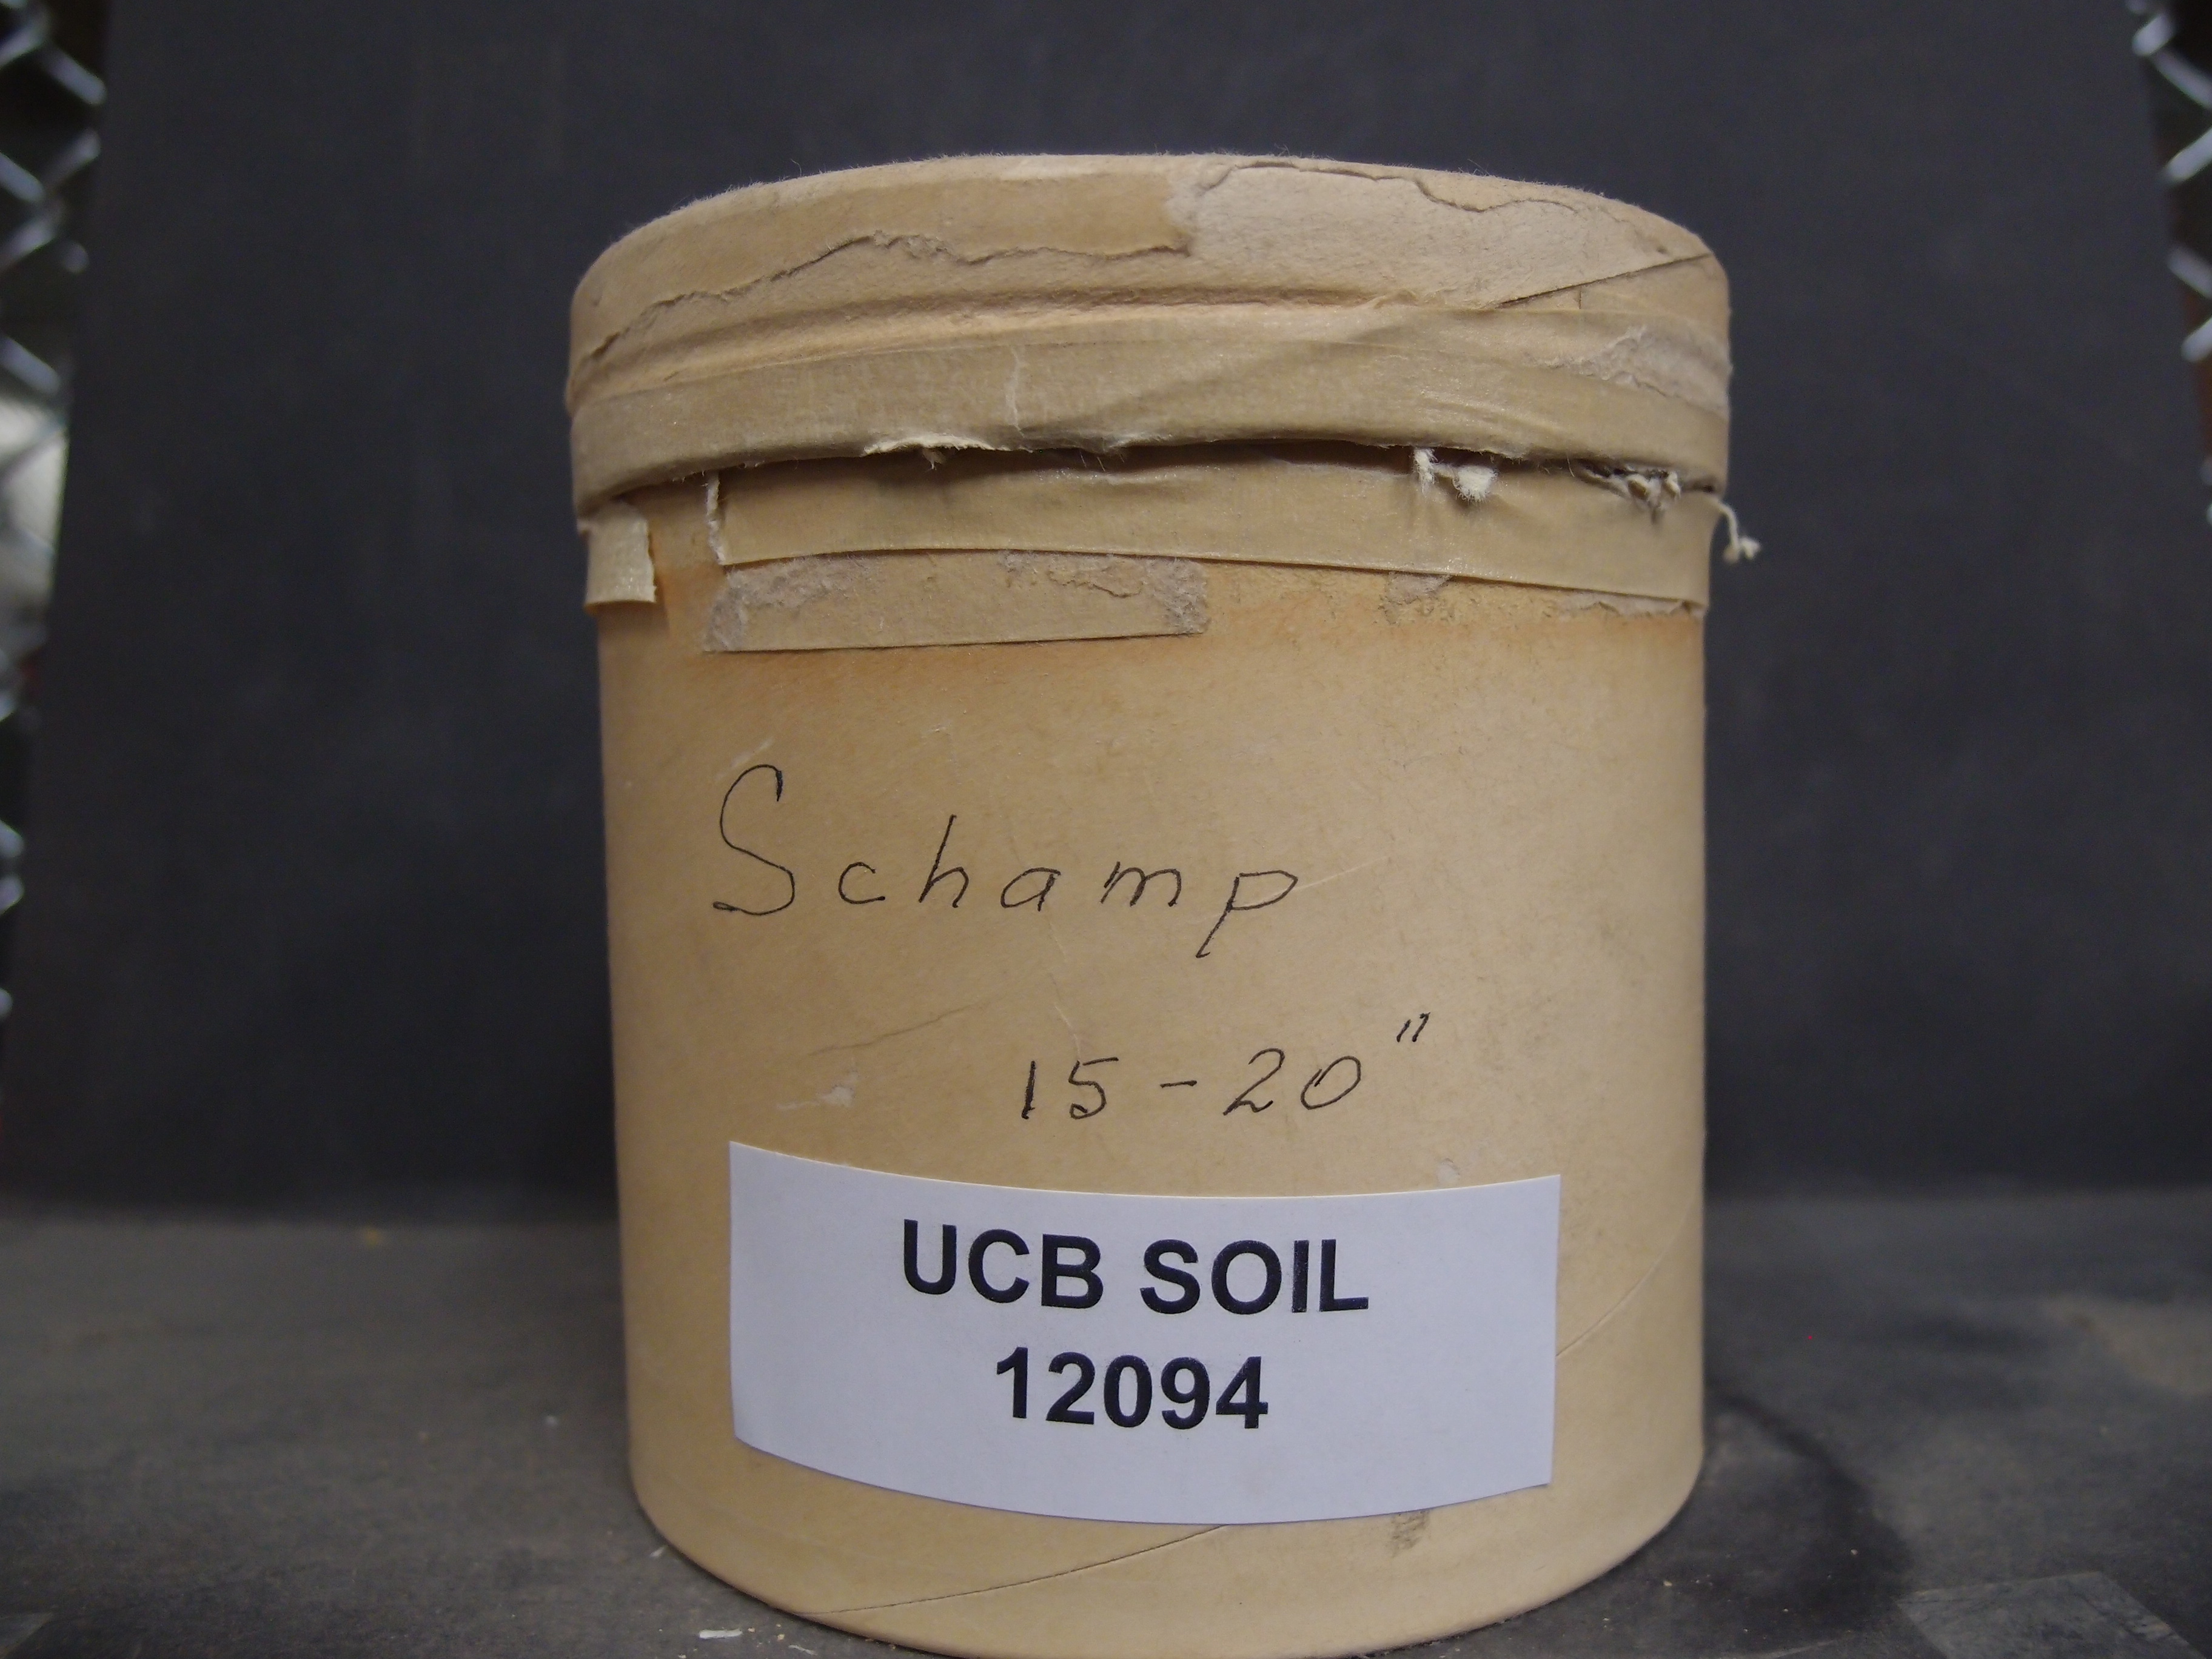 Schamp
15-20"
UCB SOIL
12094